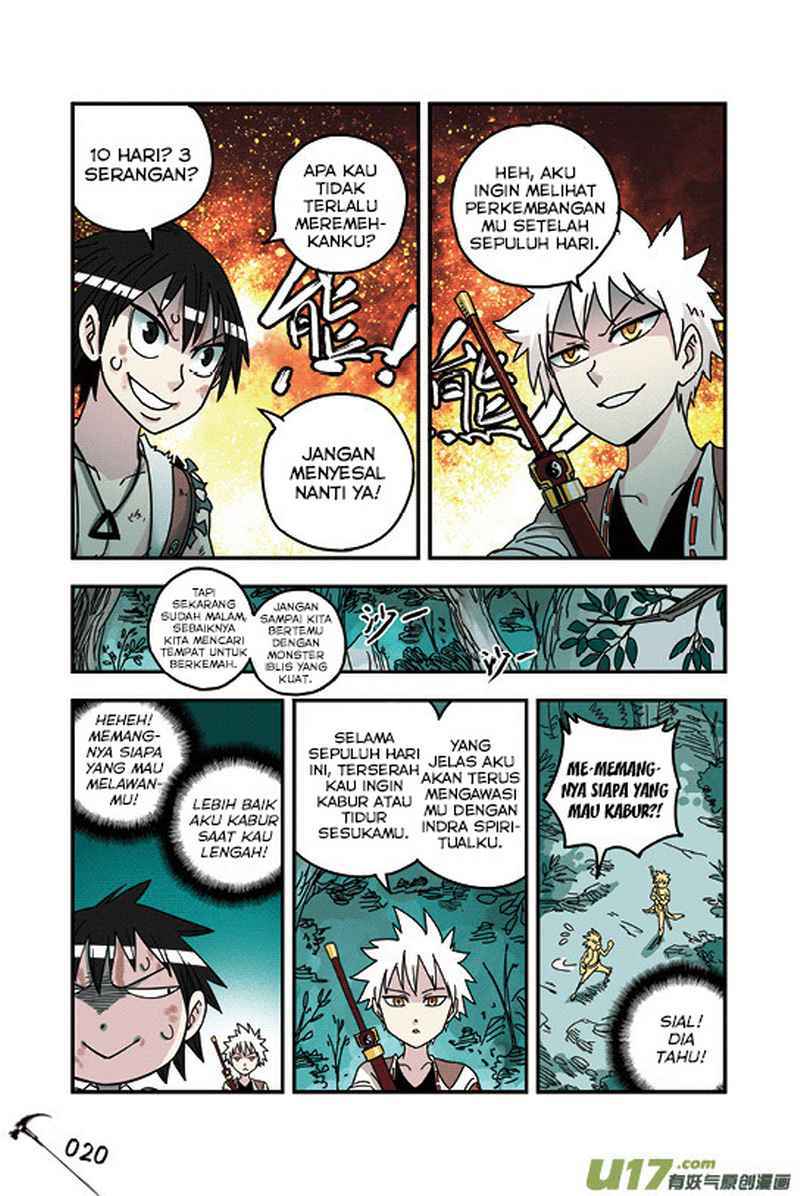 10 HARI? 3
SERANGAN?
APA KAU
TIDAK
TERLALU
MEREMEH-
KANKU?
能!
JANGAN
MENYESAL
NANTI YA!
HEH, AKU
INGIN MELIHAT
PERKEMBANGAN
MU SETELAH
SEPULUH HARI.
TAPI
SEKARANG
SUDAH MALAM,
SEBAIKNYA
KITA MENCARI
TEMPAT UNTUK
BERKEMAH.
JANGAN
SAMPAI KITA
BERTEMU
DENGAN
MONSTER
IBLIS YANG
KUAT.
沙一
沙一
HEHEH!
MEMANG-
NYA SIAPA
YANG MAU
MELAWAN-
MU!
LEBIH BAIK
AKU KABUR
SAAT KAU
LENGAH!
SELAMA
SEPULUH HARI
INI, TERSERAH
KAU INGIN
KABUR ATAU
TIDUR
SESUKAMU.
YANG
JELAS AKU
AKAN TERUS
MENGAWASI
MU DENGAN
INDRA SPIRI-
TUALKU.
ME-MEMANG-
NYA SIAPA YANG
MAU KABUR?!
SIAL!
DIA
TAHU!
020
U17.com
有妖气原创漫画